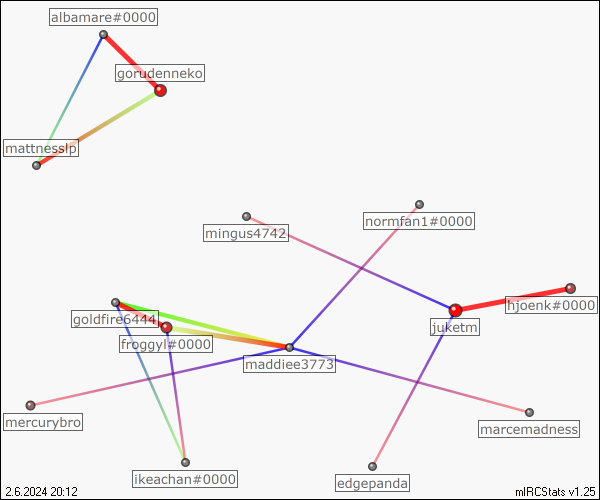 albamare#0000
gorudenneko
mattnesslp
normfan1#0000
mingus4742
hjoenk#0000
goldfire6444
juketm
froggyl#0000
maddiee3773
mercurybro
marcemadness
ikeachan#0000
edgepanda
2.6.2024 20:12
mIRCStats v1.25